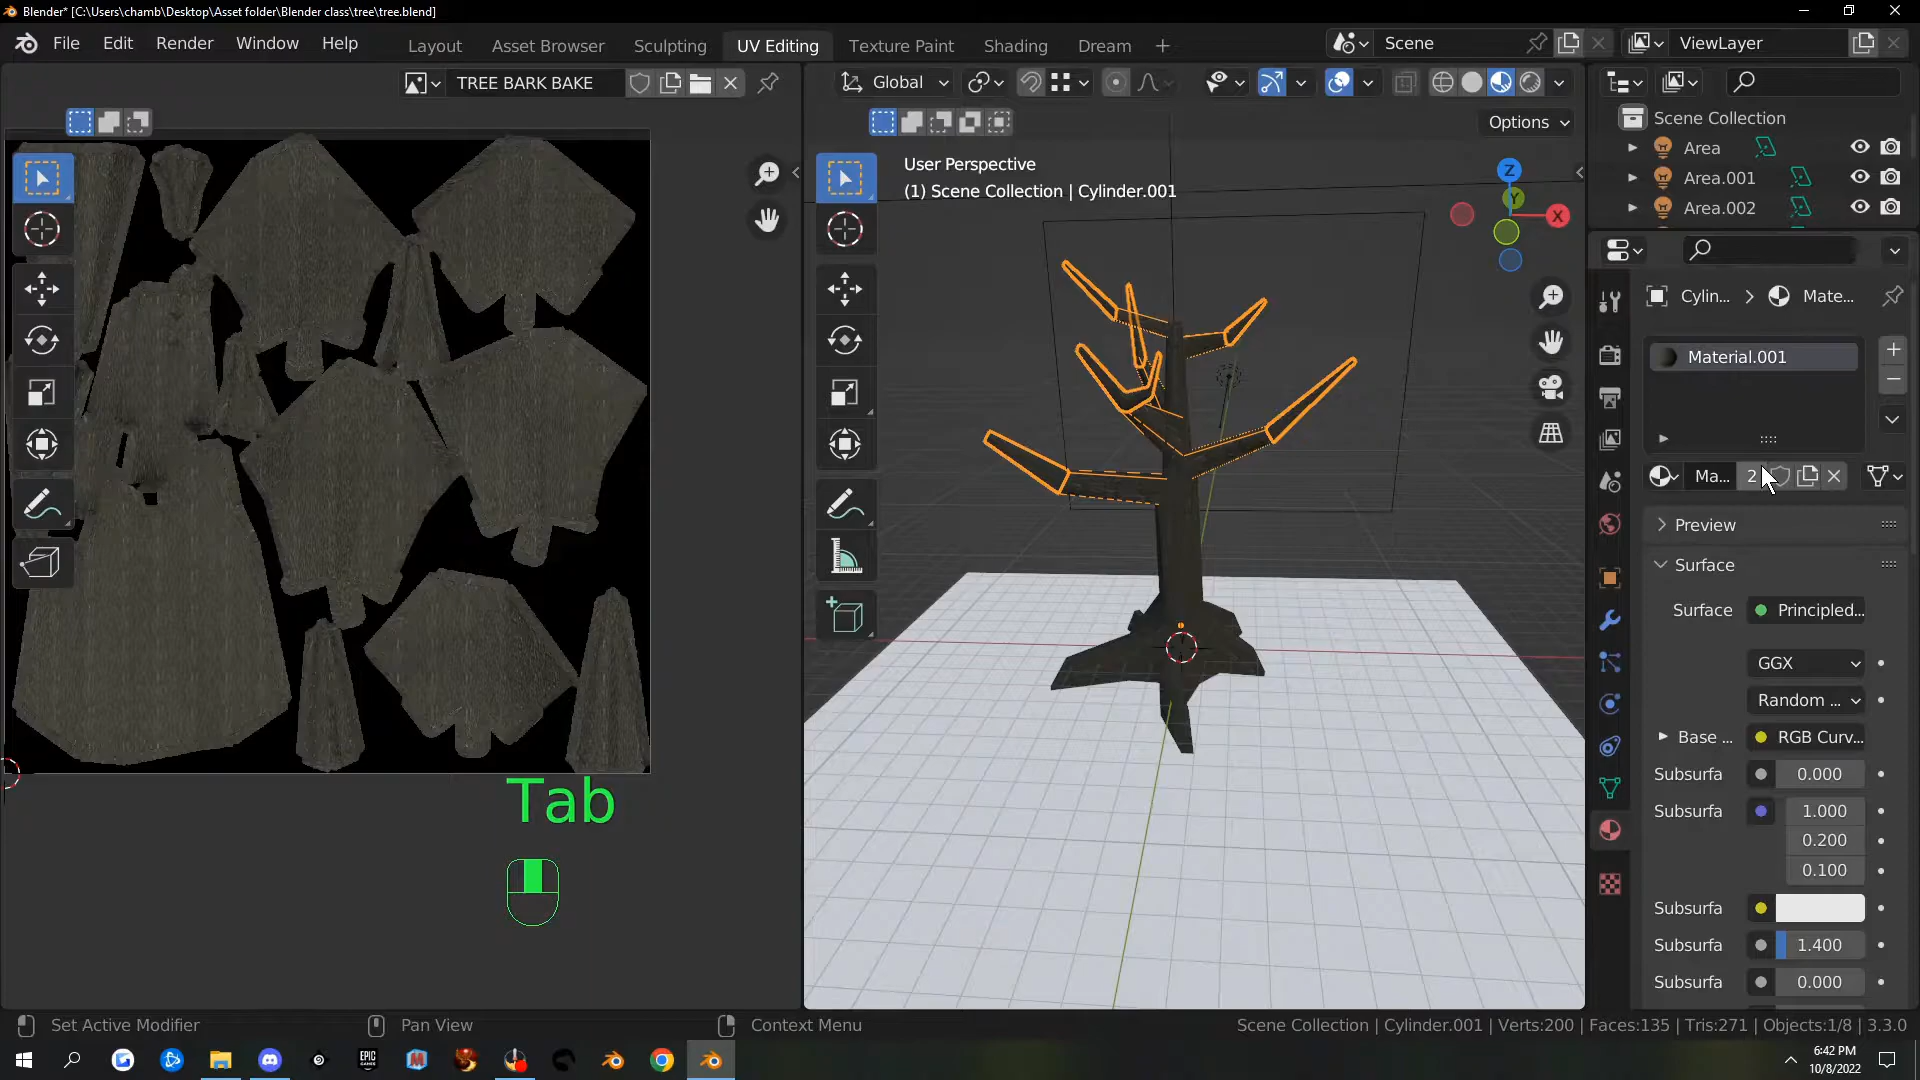 Blender* [C:\Users\chamb\Desktop\Asset folder\Blender class\tree\tree.blend]
File Edit Render Window Help
Layout Asset Browser Sculpting UV Editing Texture Paint Shading Dream
Scene
ViewLayer
TREE BARK BAKE
Global
Options
User Perspective
(1) Scene Collection | Cylinder.001
Z
Y
X
Scene Collection
Area
Area.001
Area.002
Cylin... > Mate...
Material.001
Ma... 2
Preview
Surface
Surface Principled...
GGX
Random ...
Base ... RGB Curv...
Subsurfa 0.000
Subsurfa 1.000
0.200
0.100
Subsurfa
Subsurfa 1.400
Subsurfa 0.000
Tab
Set Active Modifier
Pan View
Context Menu
Scene Collection | Cylinder.001 | Verts:200 | Faces:135 | Tris:271 | Objects:1/8 | 3.3.0
EPIC GAMES
6:42 PM
10/8/2022